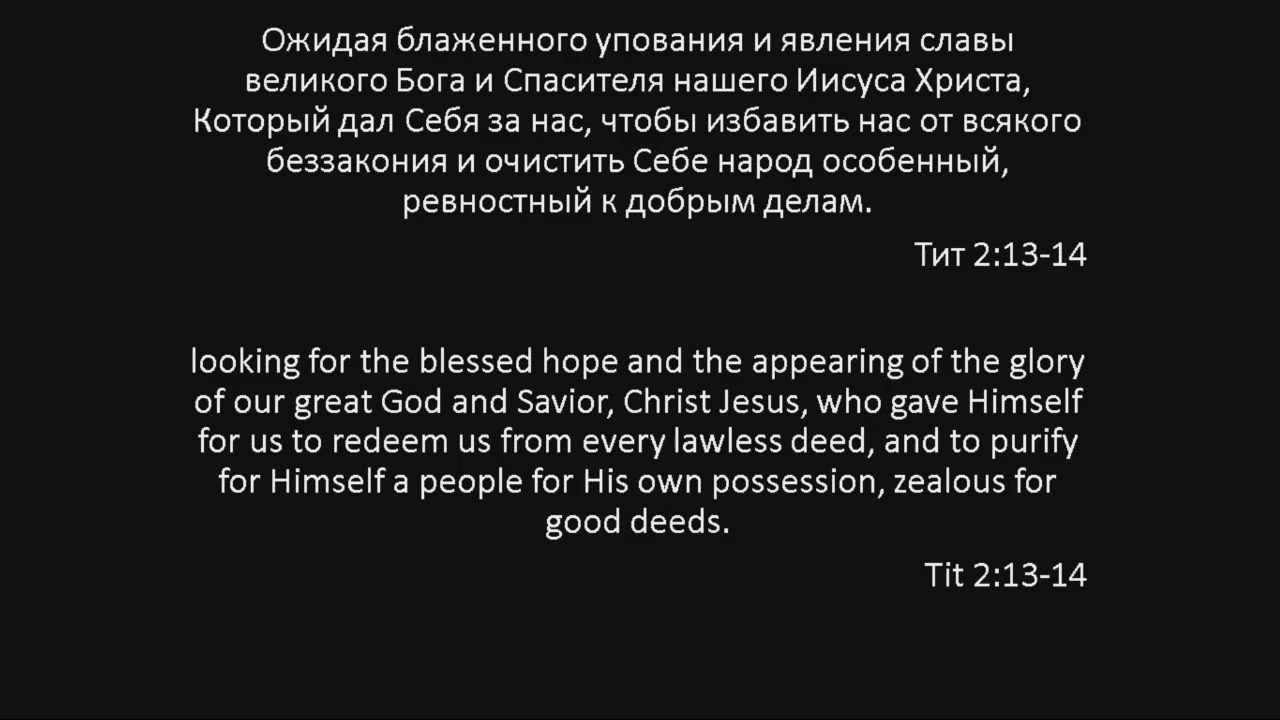 Ожидая блаженного упования и явления славы
великого Бога и Спасителя нашего Иисуса Христа,
Который дал Себя за нас, чтобы избавить нас от всякого
беззакония и очистить Себе народ особенный,
ревностный к добрым делам.
Тит 2:13-14
looking for the blessed hope and the appearing of the glory
of our great God and Savior, Christ Jesus, who gave Himself
for us to redeem us from every lawless deed, and to purify
for Himself a people for His own possession, zealous for
good deeds.
Tit 2:13-14